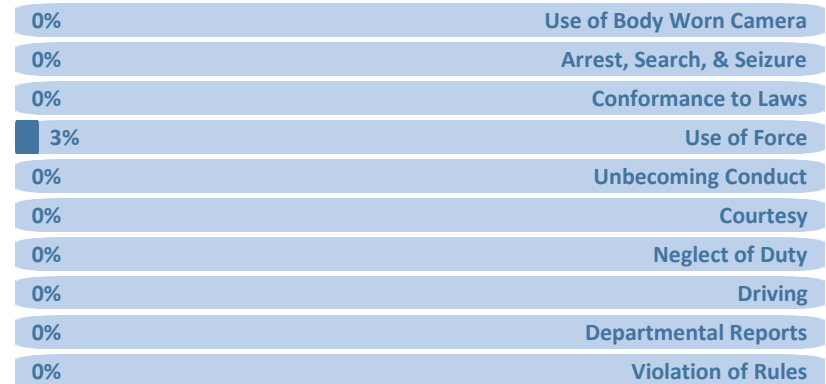 0% Use of Body Worn Camera
0% Arrest, Search, & Seizure
0% Conformance to Laws
3% Use of Force
0% Unbecoming Conduct
0% Courtesy
0% Neglect of Duty
0% Driving
0% Departmental Reports
0% Violation of Rules